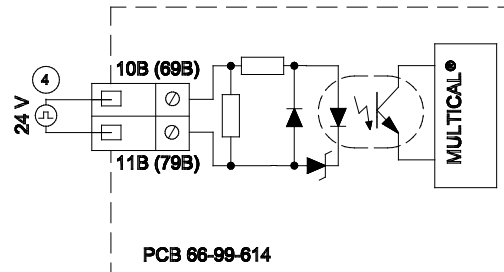 10B (69B)
4
24 V
11B (79B)
MULTICAL®
PCB 66-99-614